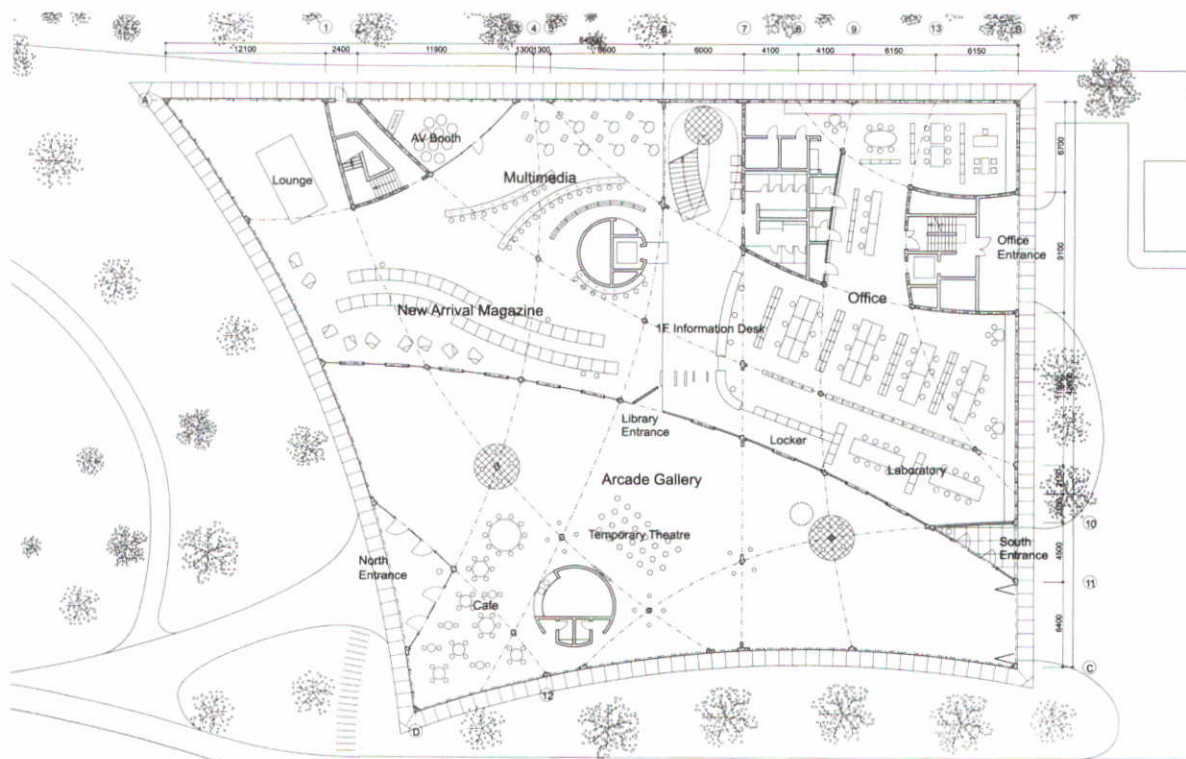 1
4
7
9
13
12100
2400
11900
1300
1300
6000
4100
4100
6150
6150
A
AV Booth
Lounge
Multimedia
6700
Office
Entrance
9100
New Arrival Magazine
1F. Information Desk
Office
Library
Entrance
Locker
Laboratory
Arcade Gallery
Temporary Theatre
North
Entrance
South
Entrance
10
4500
11
Cafe
6400
C
12
D